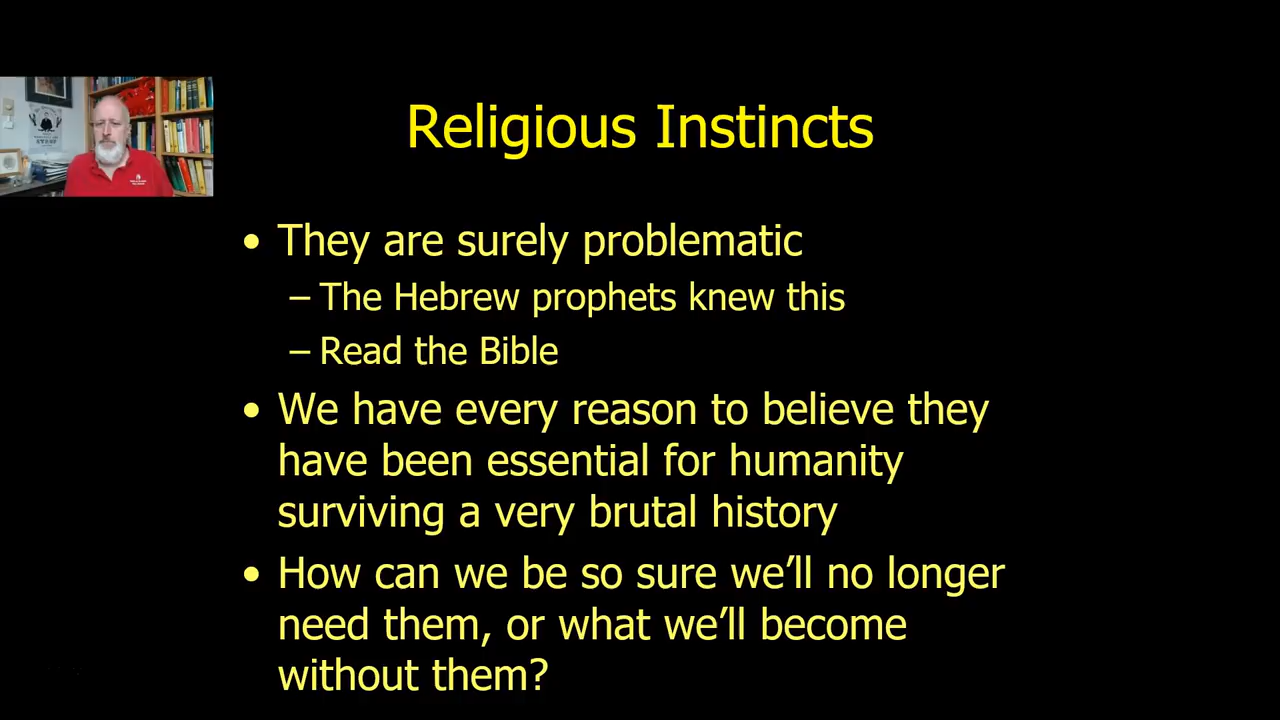 Religious Instincts
• They are surely problematic
– The Hebrew prophets knew this
– Read the Bible
• We have every reason to believe they
have been essential for humanity
surviving a very brutal history
• How can we be so sure we’ll no longer
need them, or what we’ll become
without them?